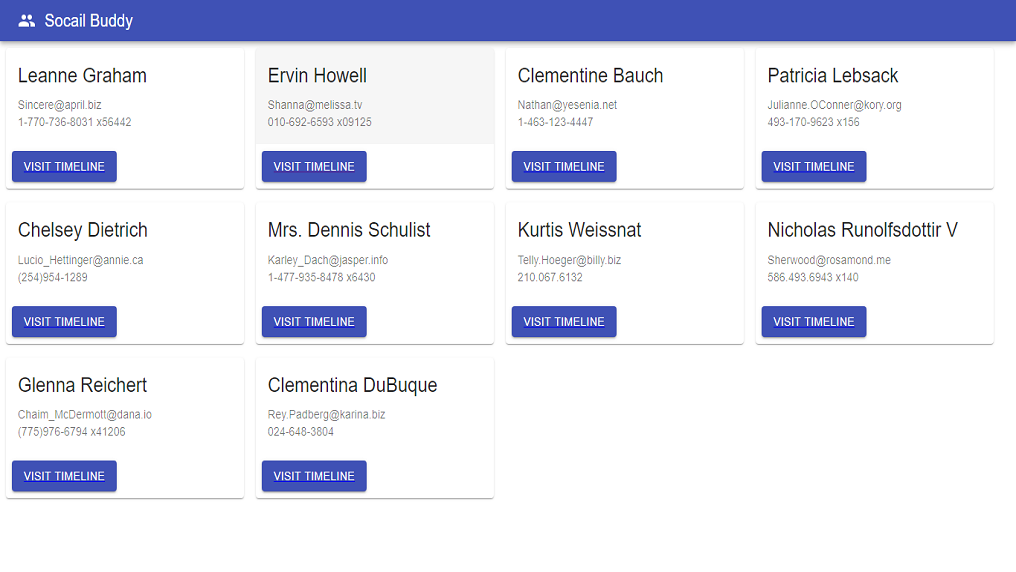 Socail Buddy
Leanne Graham
Sincere@april.biz
1-770-736-8031 x56442
VISIT TIMELINE
Ervin Howell
Shanna@melissa.tv
010-692-6593 x09125
VISIT TIMELINE
Clementine Bauch
Nathan@yesenia.net
1-463-123-4447
VISIT TIMELINE
Patricia Lebsack
Julianne.OConner@kory.org
493-170-9623 x156
VISIT TIMELINE
Chelsey Dietrich
Lucio_Hettinger@annie.ca
(254)954-1289
VISIT TIMELINE
Mrs. Dennis Schulist
Karley_Dach@jasper.info
1-477-935-8478 x6430
VISIT TIMELINE
Kurtis Weissnat
Telly.Hoeger@billy.biz
210.067.6132
VISIT TIMELINE
Nicholas Runolfsdottir V
Sherwood@rosamond.me
586.493.6943 x140
VISIT TIMELINE
Glenna Reichert
Chaim_McDermott@dana.io
(775)976-6794 x41206
VISIT TIMELINE
Clementina DuBuque
Rey.Padberg@karina.biz
024-648-3804
VISIT TIMELINE